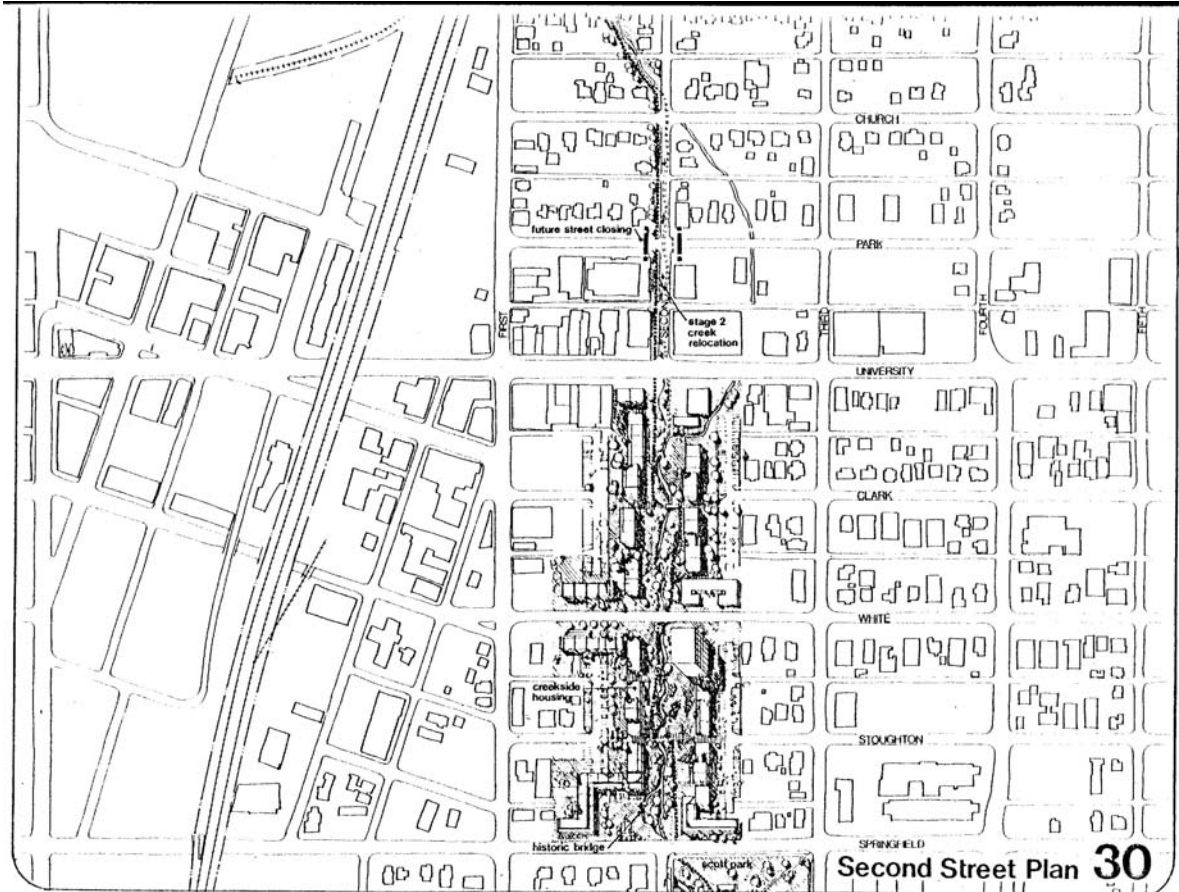 CHURCH
future street closing
PARK
FIRST
SECOND
stage 2
creek
relocation
THIRD
FOURTH
FIFTH
UNIVERSITY
CLARK
WHITE
creekside
housing
STOUGHTON
historic bridge
SPRINGFIELD
scott park
Second Street Plan 30